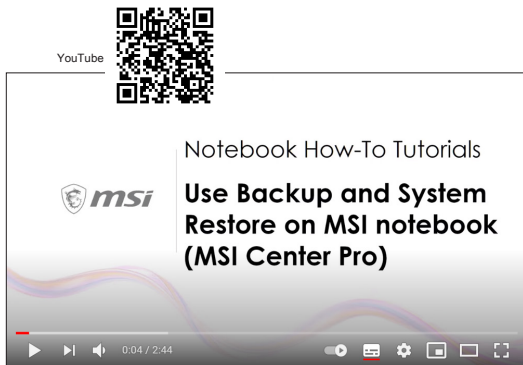 YouTube
Notebook How-To Tutorials
msi
Use Backup and System
Restore on MSI notebook
(MSI Center Pro)
0:04 / 2:44